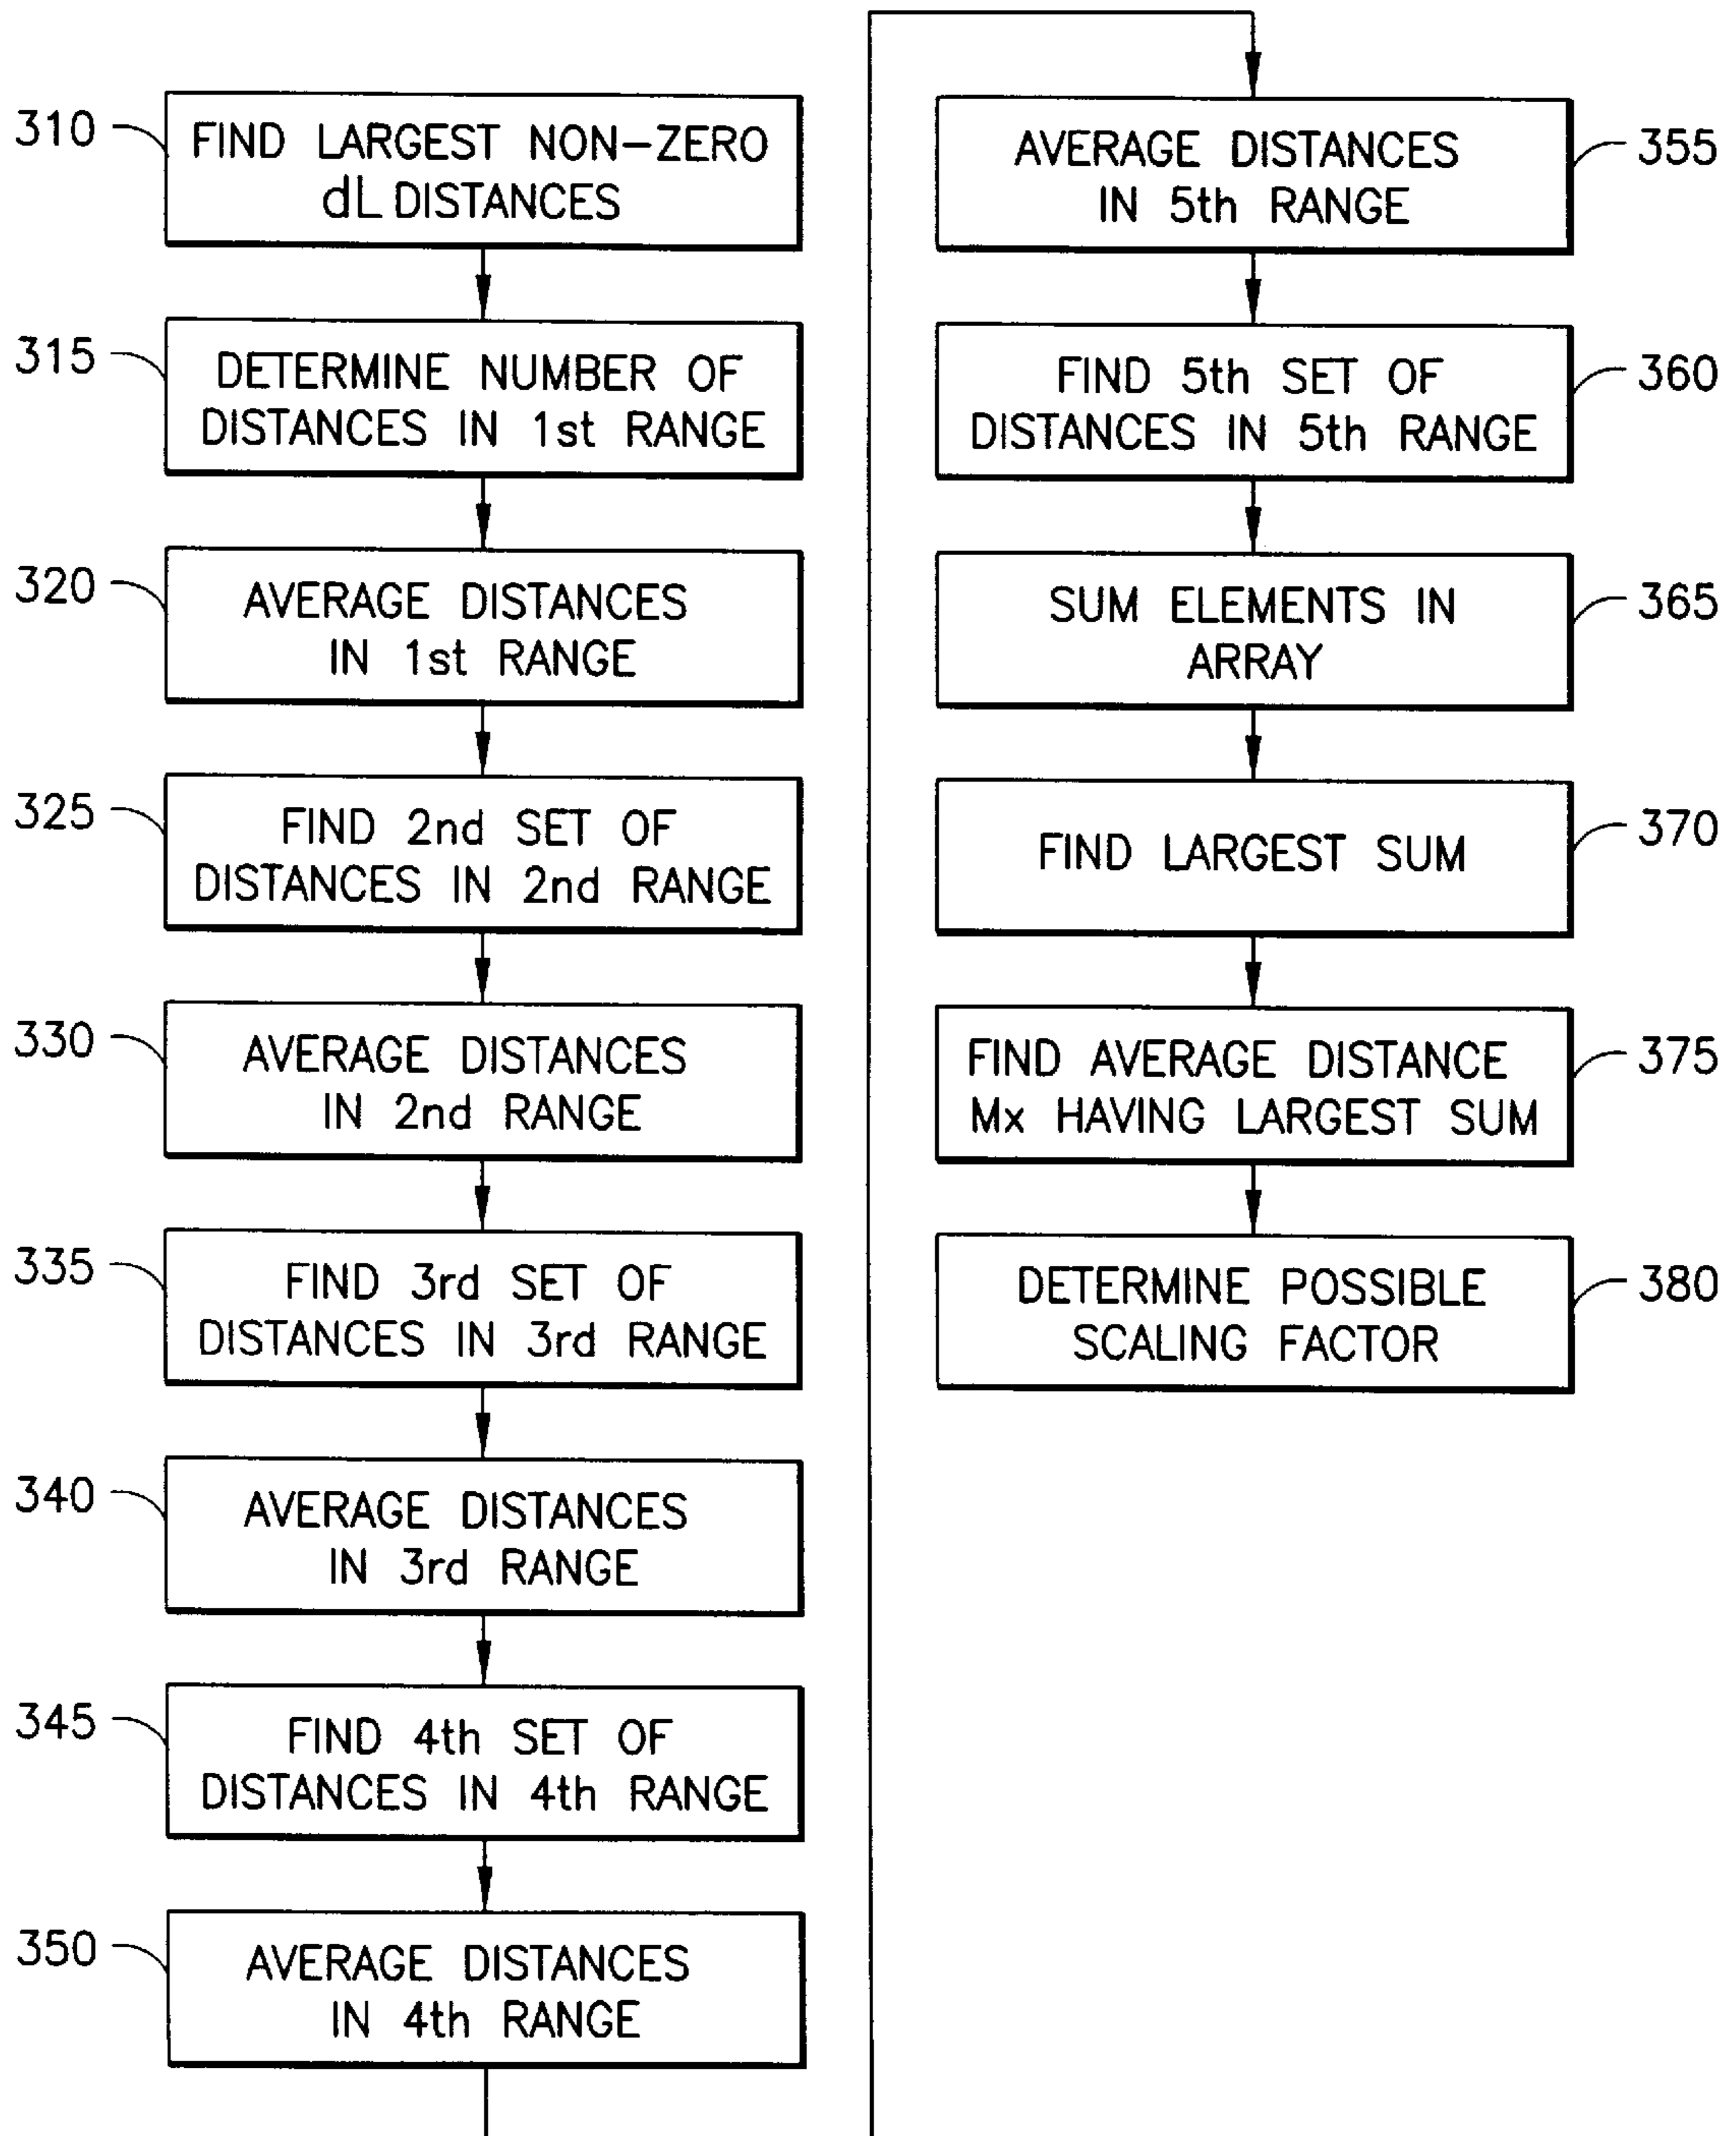 310
FIND LARGEST NON-ZERO
dL DISTANCES
315
DETERMINE NUMBER OF
DISTANCES IN 1st RANGE
320
AVERAGE DISTANCES
IN 1st RANGE
325
FIND 2nd SET OF
DISTANCES IN 2nd RANGE
330
AVERAGE DISTANCES
IN 2nd RANGE
335
FIND 3rd SET OF
DISTANCES IN 3rd RANGE
340
AVERAGE DISTANCES
IN 3rd RANGE
345
FIND 4th SET OF
DISTANCES IN 4th RANGE
350
AVERAGE DISTANCES
IN 4th RANGE
AVERAGE DISTANCES
IN 5th RANGE
355
FIND 5th SET OF
DISTANCES IN 5th RANGE
360
SUM ELEMENTS IN
ARRAY
365
FIND LARGEST SUM
370
FIND AVERAGE DISTANCE
Mx HAVING LARGEST SUM
375
DETERMINE POSSIBLE
SCALING FACTOR
380